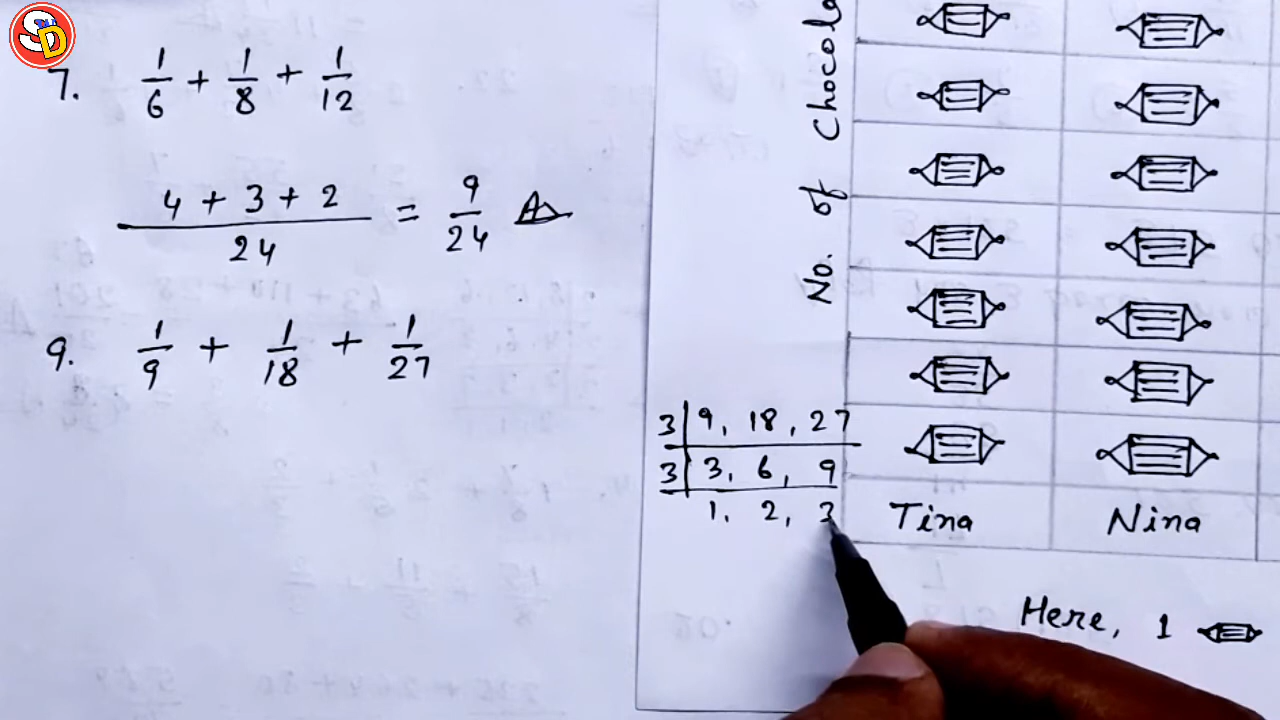 SD
7. 1/6 + 1/8 + 1/12
4 + 3 + 2 / 24 = 9/24
9. 1/9 + 1/18 + 1/27
3 | 9, 18, 27
3 | 3, 6, 9
1, 2, 3
No. of Chocola
Tina Nina
Here, 1